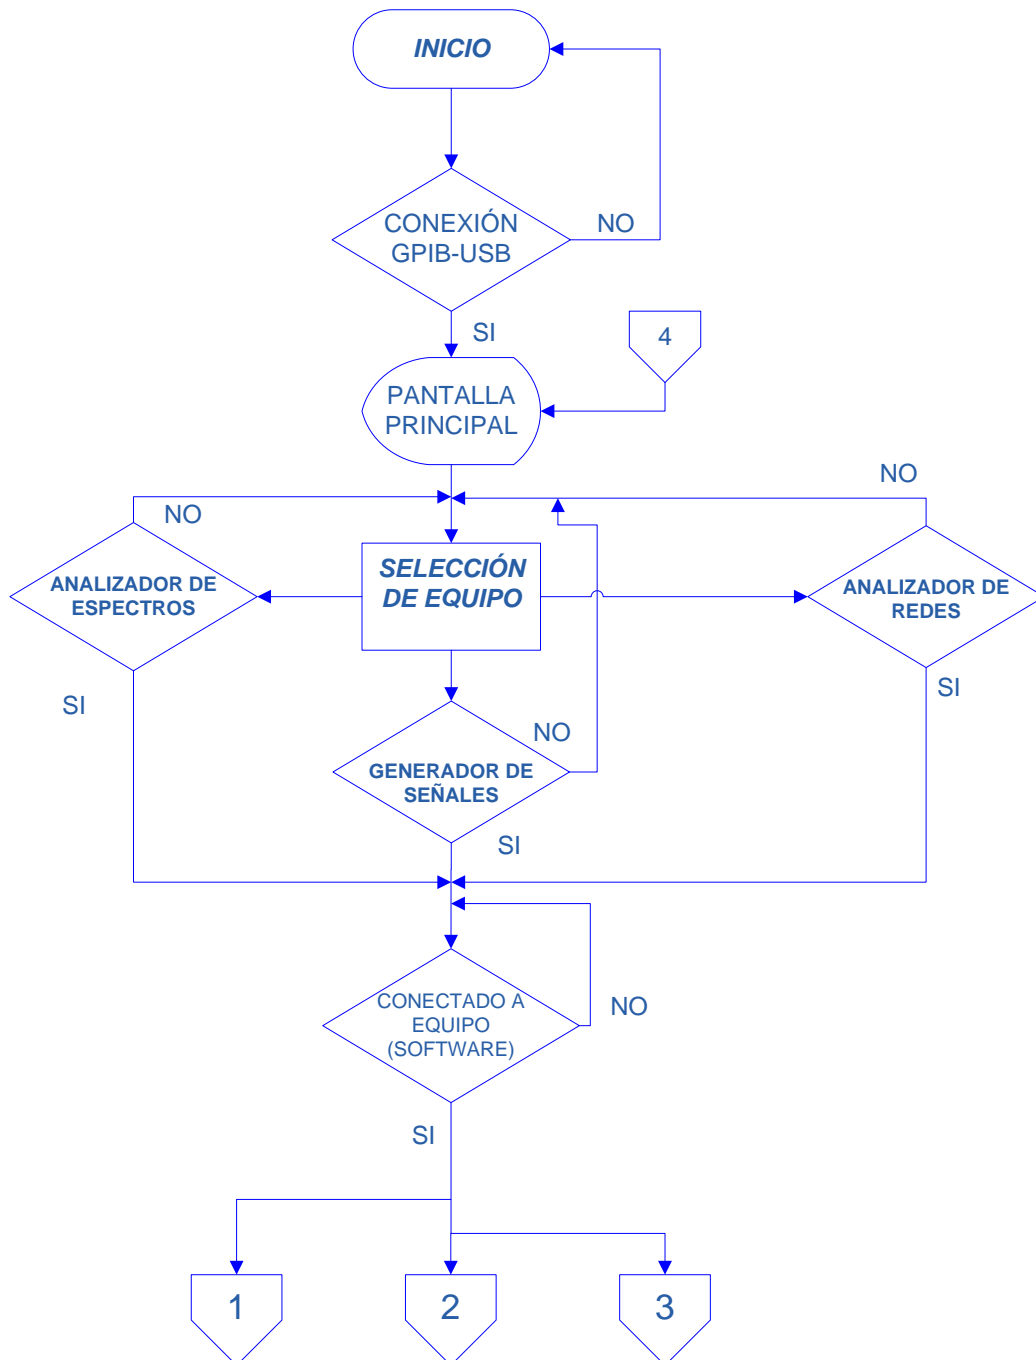 INICIO
CONEXIÓN
GPIB-USB
NO
SI
4
PANTALLA
PRINCIPAL
NO
NO
ANALIZADOR DE
ESPECTROS
SELECCIÓN
DE EQUIPO
ANALIZADOR DE
REDES
SI
SI
NO
GENERADOR DE
SEÑALES
SI
CONECTADO A
EQUIPO
(SOFTWARE)
NO
SI
1
2
3